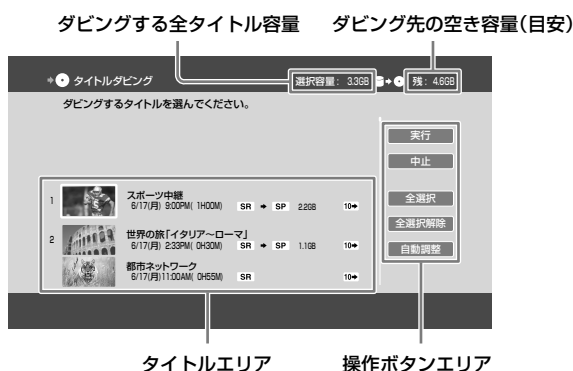 ダビングする全タイトル容量
ダビング先の空き容量(目安)
タイトルダビング
選択容量: 3.3GB
残: 4.6GB
ダビングするタイトルを選んでください。
実行
中止
全選択
全選択解除
自動調整
1
スポーツ中継
6/17(月) 9:00PM( 1H00M) SR ➔ SP 2.2GB 10➔
2
世界の旅「イタリア〜ローマ」
6/17(月) 2:33PM( 0H30M) SR ➔ SP 1.1GB 10➔
都市ネットワーク
6/17(月)11:00AM( 0H55M) SR 10➔
タイトルエリア
操作ボタンエリア